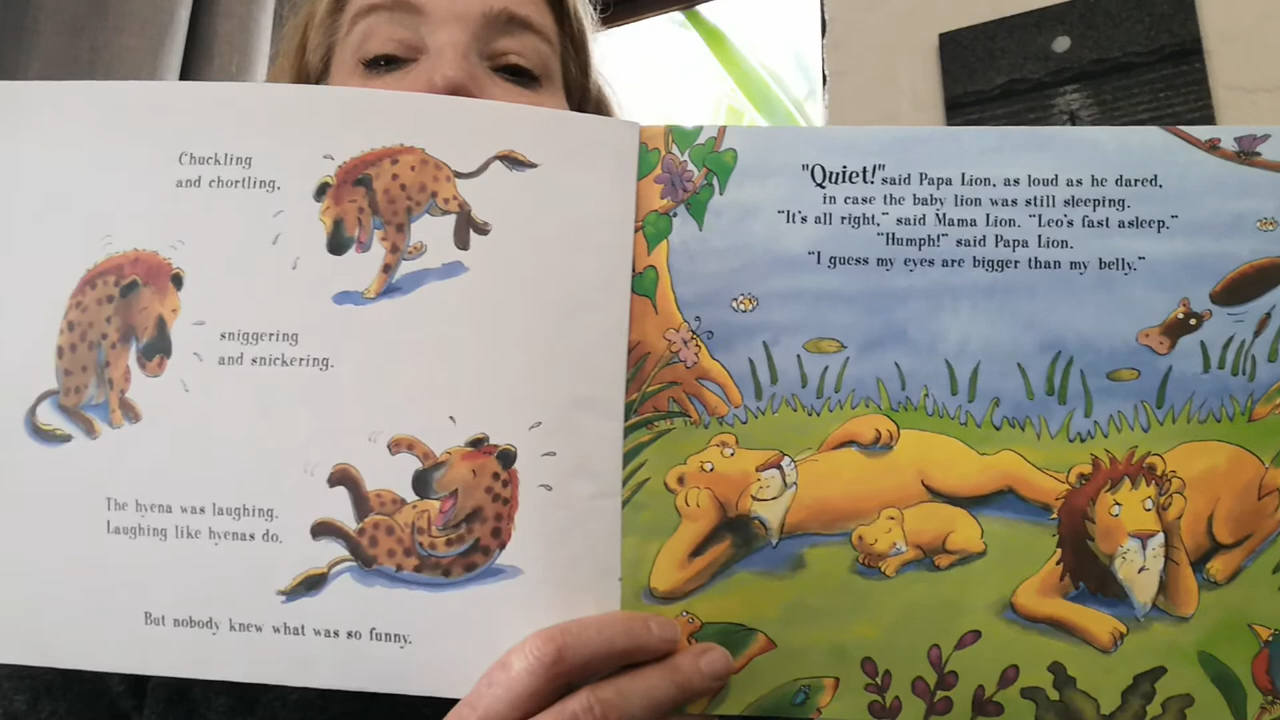 Chuckling
and chortling,
sniggering
and snickering.
The hyena was laughing.
Laughing like hyenas do.
But nobody knew what was so funny.
"Quiet!" said Papa Lion, as loud as he dared,
in case the baby lion was still sleeping.
"It's all right," said Mama Lion. "Leo's fast asleep."
"Humph!" said Papa Lion.
"I guess my eyes are bigger than my belly."